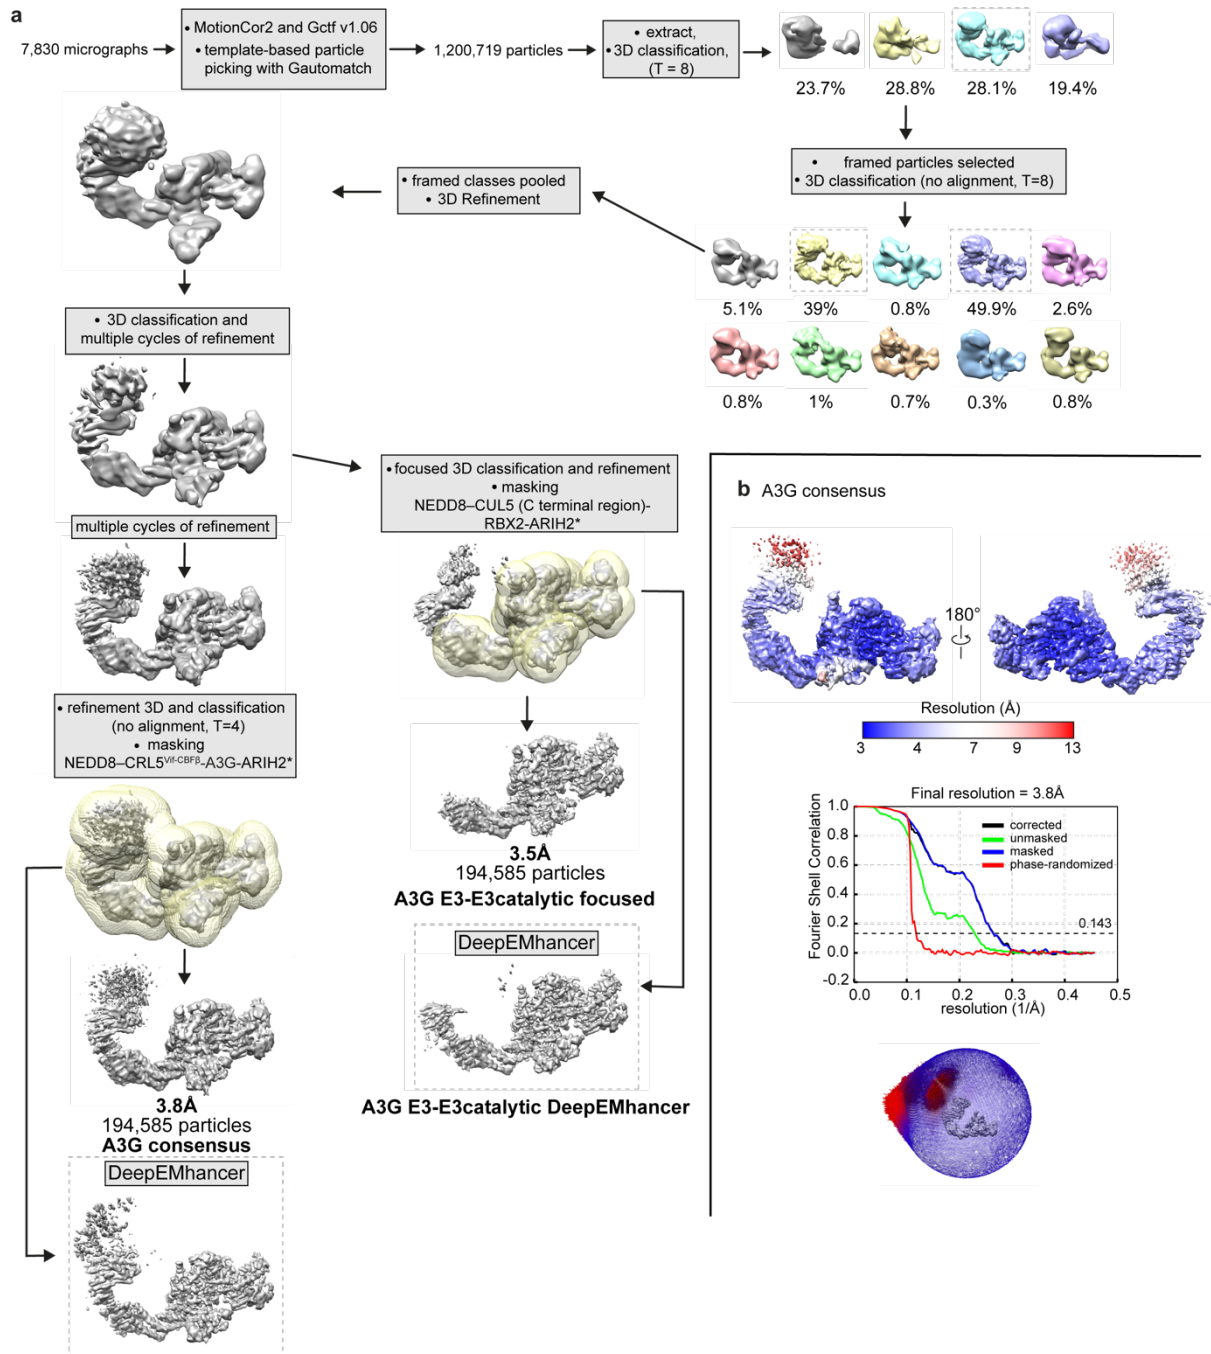 a
7,830 micrographs
• MotionCor2 and Gctf v1.06
• template-based particle
picking with Gautomatch
1,200,719 particles
• extract,
• 3D classification,
(T = 8)
23.7%
28.8%
28.1%
19.4%
• framed particles selected
• 3D classification (no alignment, T=8)
• framed classes pooled
• 3D Refinement
5.1%
39%
0.8%
49.9%
2.6%
0.8%
1%
0.7%
0.3%
0.8%
• 3D classification and
multiple cycles of refinement
multiple cycles of refinement
• refinement 3D and classification
(no alignment, T=4)
• masking
NEDD8–CRL5Vif-CBFβ-A3G-ARIH2*
3.8Å
194,585 particles
A3G consensus
DeepEMhancer
• focused 3D classification and refinement
• masking
NEDD8–CUL5 (C terminal region)-
RBX2-ARIH2*
3.5Å
194,585 particles
A3G E3-E3catalytic focused
DeepEMhancer
A3G E3-E3catalytic DeepEMhancer
b A3G consensus
180°
Resolution (Å)
3 5 7 9 11 13
Final resolution = 3.8Å
Fourier Shell Correlation
1.0
0.8
0.6
0.4
0.2
0.0
-0.2
corrected
unmasked
masked
phase-randomized
0.143
0.0 0.1 0.2 0.3 0.4 0.5
resolution (1/Å)